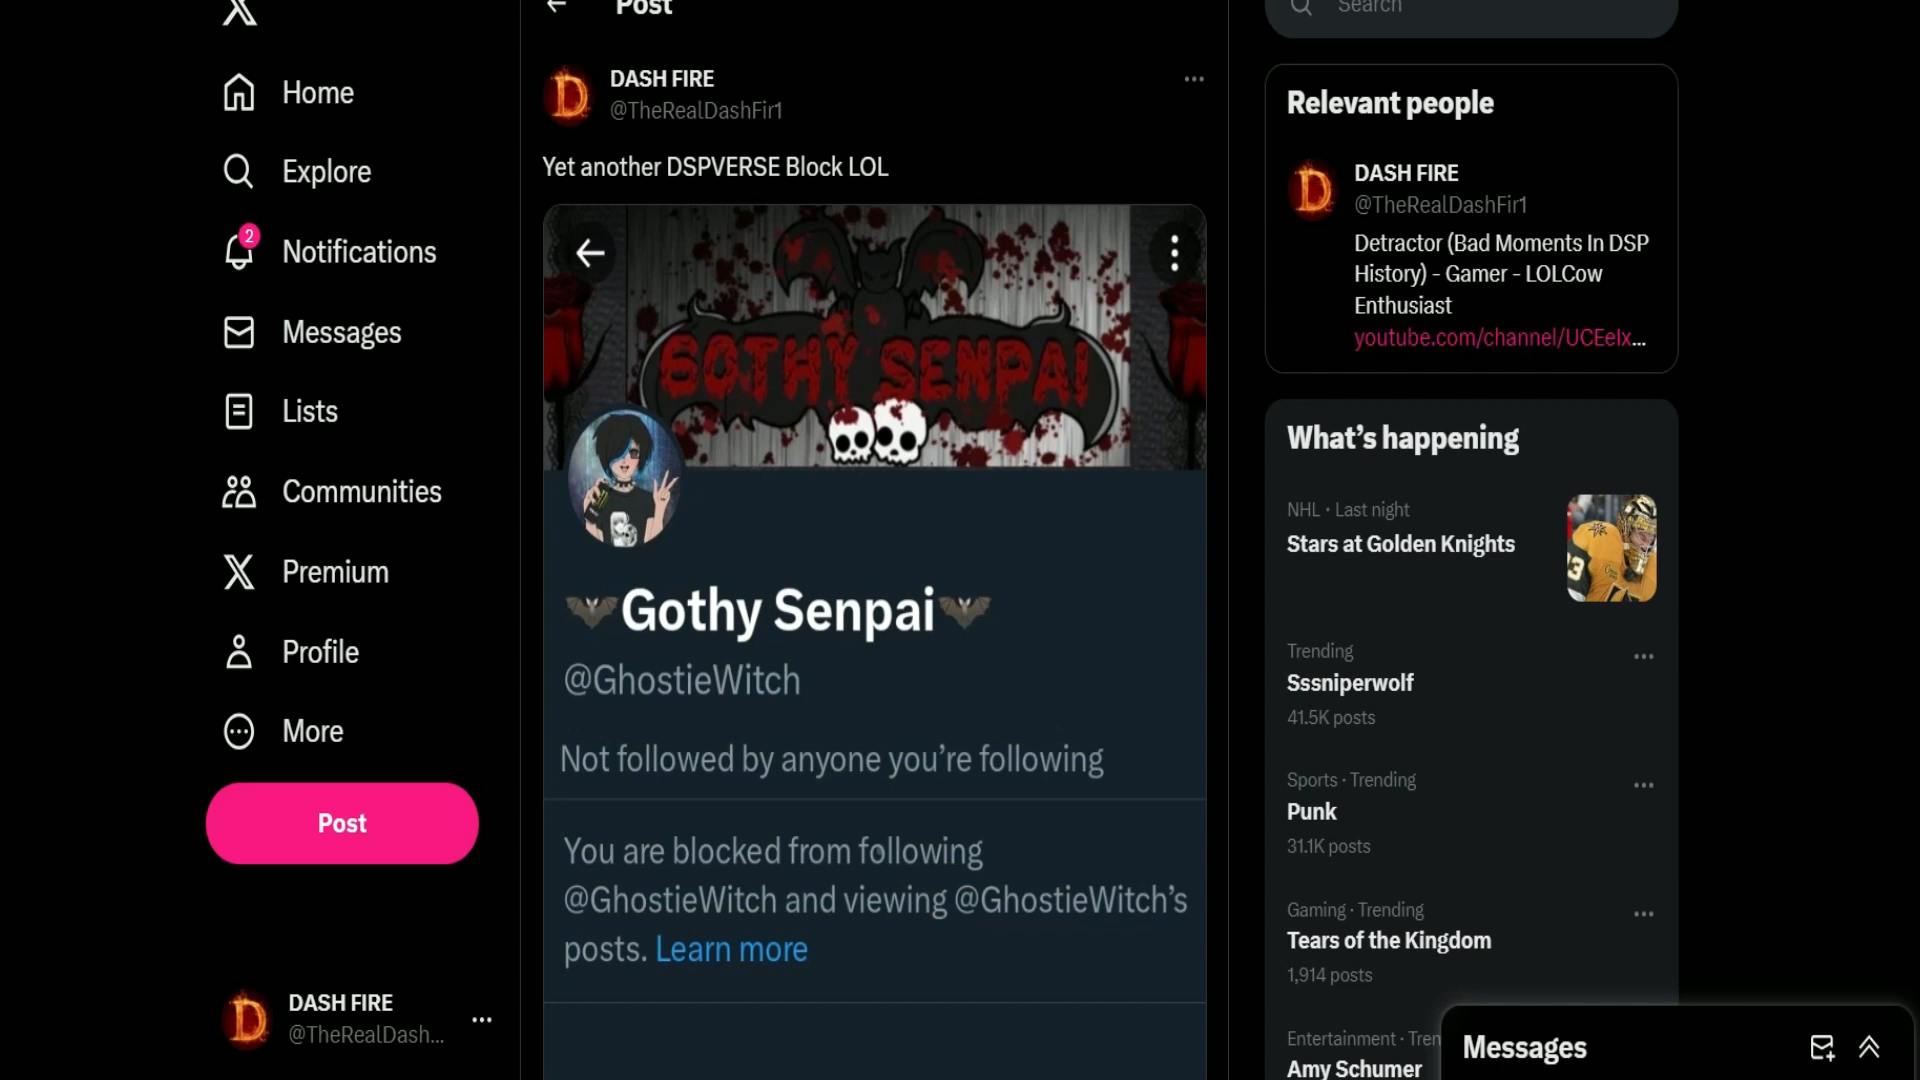 Home
Explore
2
Notifications
Messages
Lists
Communities
Premium
Profile
More
Post
DASH FIRE
@TheRealDash...
Post
DASH FIRE
@TheRealDashFir1
Yet another DSPVERSE Block LOL
GOTHY SENPAI
Gothy Senpai
@GhostieWitch
Not followed by anyone you're following
You are blocked from following
@GhostieWitch and viewing @GhostieWitch's
posts. Learn more
Search
Relevant people
DASH FIRE
@TheRealDashFir1
Detractor (Bad Moments In DSP
History) - Gamer - LOLCow
Enthusiast
youtube.com/channel/UCEeIx...
What's happening
NHL · Last night
Stars at Golden Knights
Trending
Sssniperwolf
41.5K posts
Sports · Trending
Punk
31.1K posts
Gaming · Trending
Tears of the Kingdom
1,914 posts
Entertainment · Tren
Amy Schumer
Messages